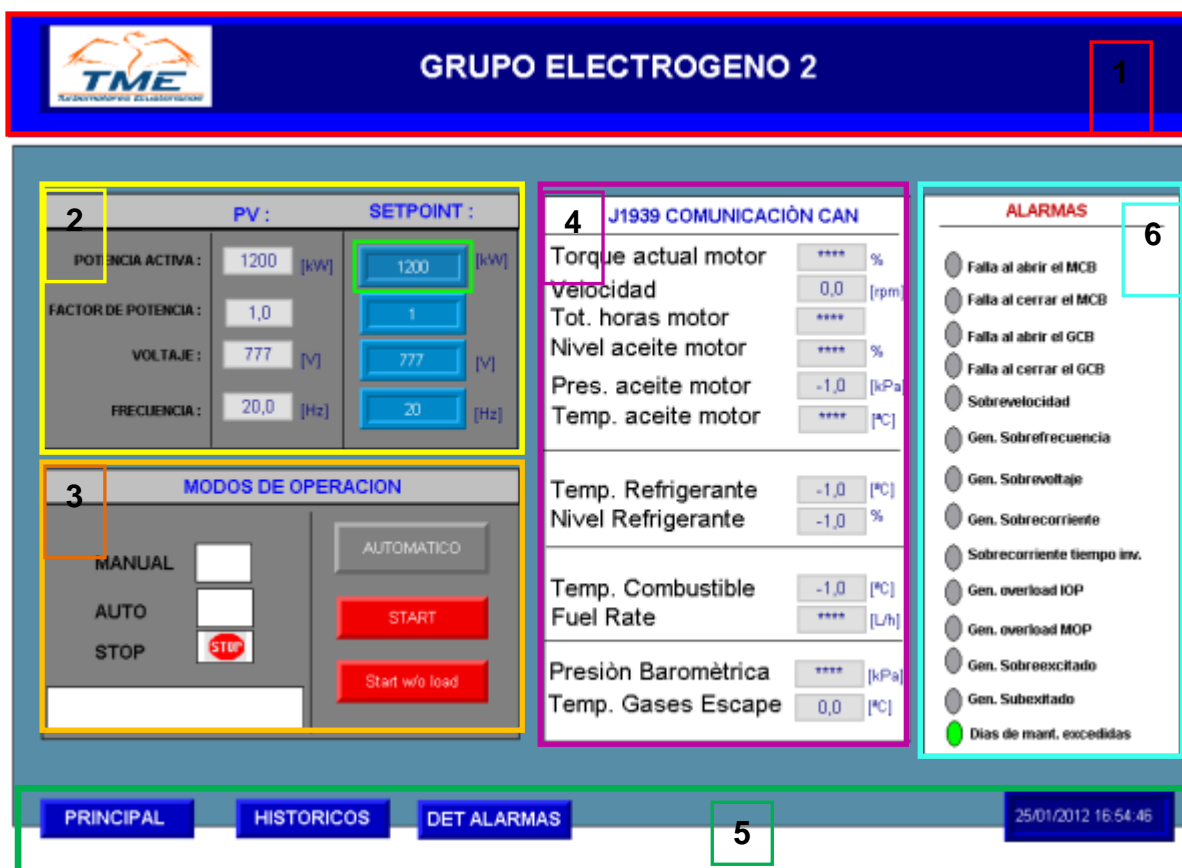 TME
Turbomotores Ecuatorianos
GRUPO ELECTROGENO 2
1
2
PV :
SETPOINT :
POTENCIA ACTIVA :
1200
[kW]
1200
[kW]
FACTOR DE POTENCIA :
1,0
1
VOLTAJE :
777
[V]
777
[V]
FRECUENCIA :
20,0
[Hz]
20
[Hz]
3
MODOS DE OPERACION
MANUAL
AUTO
STOP
STOP
AUTOMATICO
START
Start w/o load
4
J1939 COMUNICACIÒN CAN
Torque actual motor
****
%
Velocidad
0,0
[rpm]
Tot. horas motor
****
Nivel aceite motor
****
%
Pres. aceite motor
-1,0
[kPa]
Temp. aceite motor
****
[ªC]
Temp. Refrigerante
-1,0
[ªC]
Nivel Refrigerante
-1,0
%
Temp. Combustible
-1,0
[ªC]
Fuel Rate
****
[L/h]
Presiòn Baromètrica
****
[kPa]
Temp. Gases Escape
0,0
[ªC]
ALARMAS
6
Falla al abrir el MCB
Falla al cerrar el MCB
Falla al abrir el GCB
Falla al cerrar el GCB
Sobrevelocidad
Gen. Sobrefrecuencia
Gen. Sobrevoltaje
Gen. Sobrecorriente
Sobrecorriente tiempo inv.
Gen. overload IOP
Gen. overload MOP
Gen. Sobreexcitado
Gen. Subexitado
Dias de mant. excedidas
PRINCIPAL
HISTORICOS
DET ALARMAS
5
25/01/2012 16:54:46